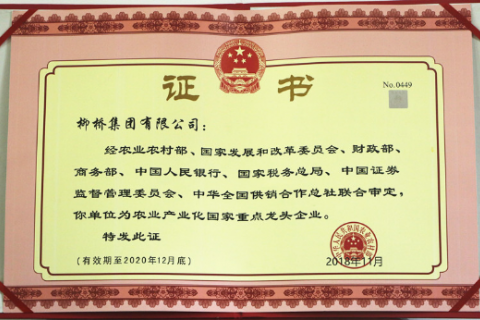 证书
No.0449
柳桥集团有限公司：
经农业农村部、国家发展和改革委员会、财政部、
商务部、中国人民银行、国家税务总局、中国证券
监督管理委员会、中华全国供销合作总社联合审定，
你单位为农业产业化国家重点龙头企业。
特发此证
2018年11月
(有效期至2020年12月底)